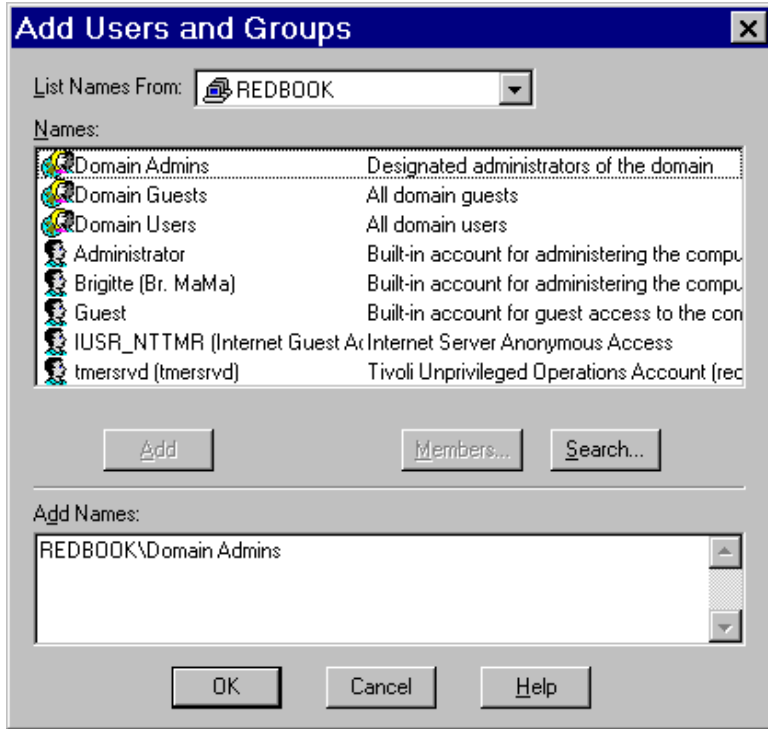 Add Users and Groups
List Names From: REDBOOK
Names:
Domain Admins Designated administrators of the domain
Domain Guests All domain guests
Domain Users All domain users
Administrator Built-in account for administering the compu
Brigitte (Br. MaMa) Built-in account for administering the compu
Guest Built-in account for guest access to the con
IUSR_NTTMR (Internet Guest Ac Internet Server Anonymous Access
tmersrvd (tmersrvd) Tivoli Unprivileged Operations Account (rec
Add Members... Search...
Add Names:
REDBOOK\Domain Admins
OK Cancel Help